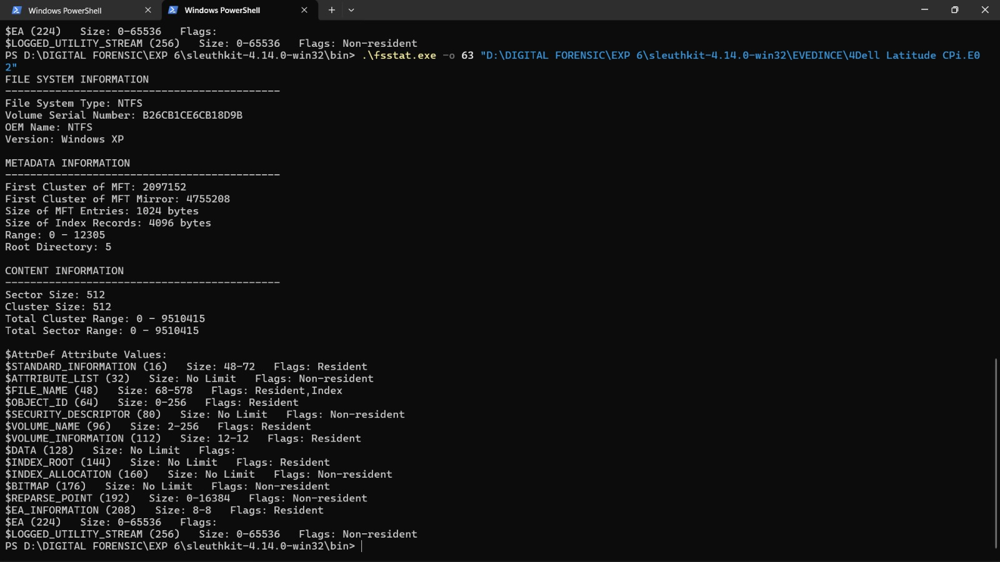 Windows PowerShell
Windows PowerShell
$EA (224)   Size: 0-65536   Flags:
$LOGGED_UTILITY_STREAM (256)   Size: 0-65536   Flags: Non-resident
PS D:\DIGITAL FORENSIC\EXP 6\sleuthkit-4.14.0-win32\bin> .\fsstat.exe -o 63 "D:\DIGITAL FORENSIC\EXP 6\sleuthkit-4.14.0-win32\EVEDINCE\4Dell Latitude CPi.E0
2"
FILE SYSTEM INFORMATION
--------------------------------------------
File System Type: NTFS
Volume Serial Number: B26CB1CE6CB18D9B
OEM Name: NTFS
Version: Windows XP
METADATA INFORMATION
--------------------------------------------
First Cluster of MFT: 2097152
First Cluster of MFT Mirror: 4755208
Size of MFT Entries: 1024 bytes
Size of Index Records: 4096 bytes
Range: 0 - 12305
Root Directory: 5
CONTENT INFORMATION
--------------------------------------------
Sector Size: 512
Cluster Size: 512
Total Cluster Range: 0 - 9510415
Total Sector Range: 0 - 9510415
$AttrDef Attribute Values:
$STANDARD_INFORMATION (16)   Size: 48-72   Flags: Resident
$ATTRIBUTE_LIST (32)   Size: No Limit   Flags: Non-resident
$FILE_NAME (48)   Size: 68-578   Flags: Resident,Index
$OBJECT_ID (64)   Size: 0-256   Flags: Resident
$SECURITY_DESCRIPTOR (80)   Size: No Limit   Flags: Non-resident
$VOLUME_NAME (96)   Size: 2-256   Flags: Resident
$VOLUME_INFORMATION (112)   Size: 12-12   Flags: Resident
$DATA (128)   Size: No Limit   Flags:
$INDEX_ROOT (144)   Size: No Limit   Flags: Resident
$INDEX_ALLOCATION (160)   Size: No Limit   Flags: Non-resident
$BITMAP (176)   Size: No Limit   Flags: Non-resident
$REPARSE_POINT (192)   Size: 0-16384   Flags: Non-resident
$EA_INFORMATION (208)   Size: 8-8   Flags: Resident
$EA (224)   Size: 0-65536   Flags:
$LOGGED_UTILITY_STREAM (256)   Size: 0-65536   Flags: Non-resident
PS D:\DIGITAL FORENSIC\EXP 6\sleuthkit-4.14.0-win32\bin>